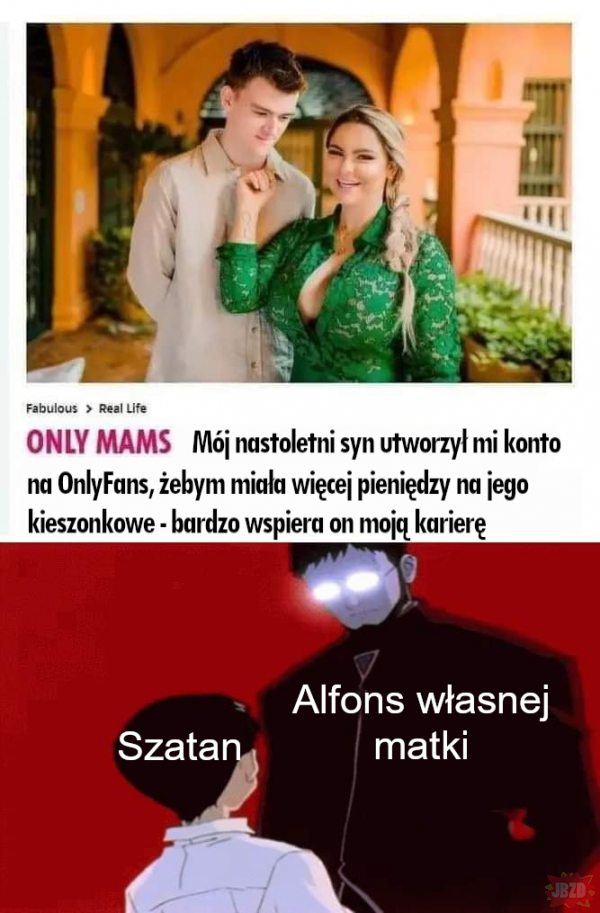 Fabulous > Real Life
ONLY MAMS Mój nastoletni syn utworzył mi konto
na OnlyFans, żebym miała więcej pieniędzy na jego
kieszonkowe - bardzo wspiera on moją karierę
Alfons własnej
Szatan matki
JBZD